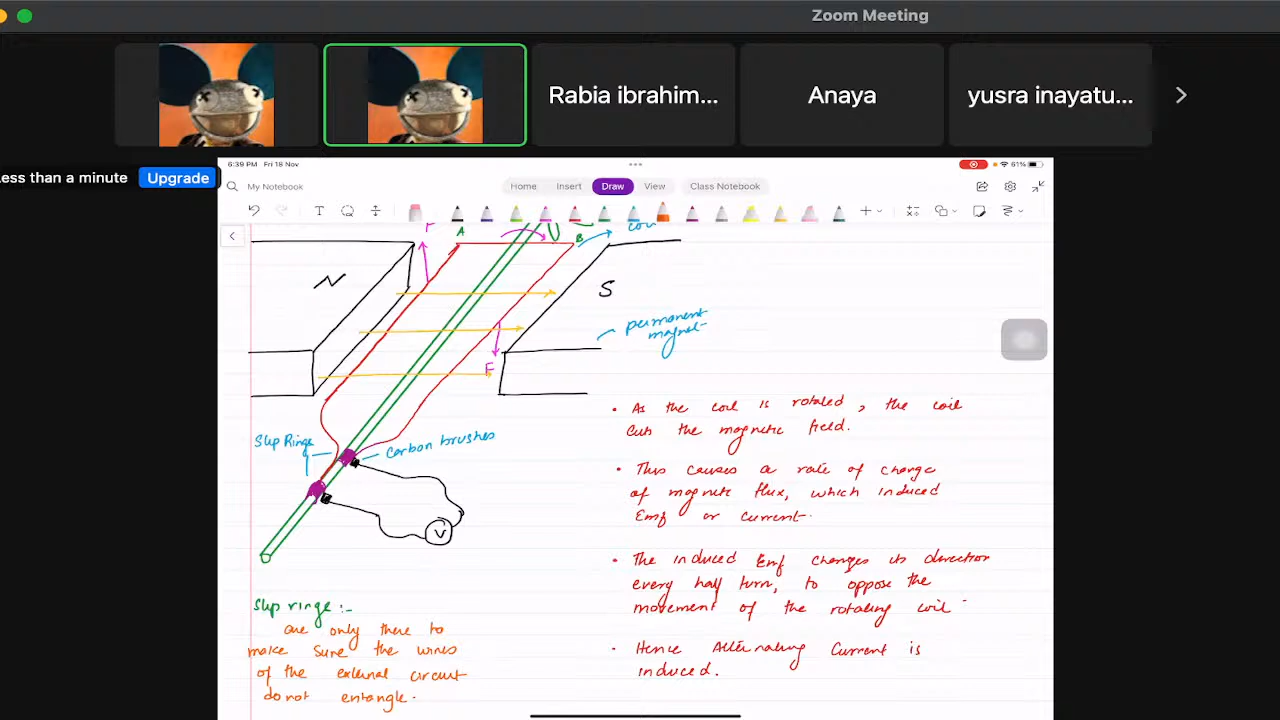 Zoom Meeting
Rabia ibrahim...
Anaya
yusra inayatu...
Less than a minute
Upgrade
6:39 PM Fri 18 Nov
61%
My Notebook
Home
Insert
Draw
View
Class Notebook
F
A
B
coil
N
S
permanent
magnet
F
Slip Rings
Carbon brushes
V
• As the coil is rotated, the coil
cuts the magnetic field.
• This causes a rate of change
of magnetic flux, which induced
Emf or current.
• The induced Emf changes its direction
every half turn, to oppose the
movement of the rotating coil.
• Hence Alternating Current is
induced.
Slip rings :-
are only there to
make sure the wires
of the external circuit
do not entangle.